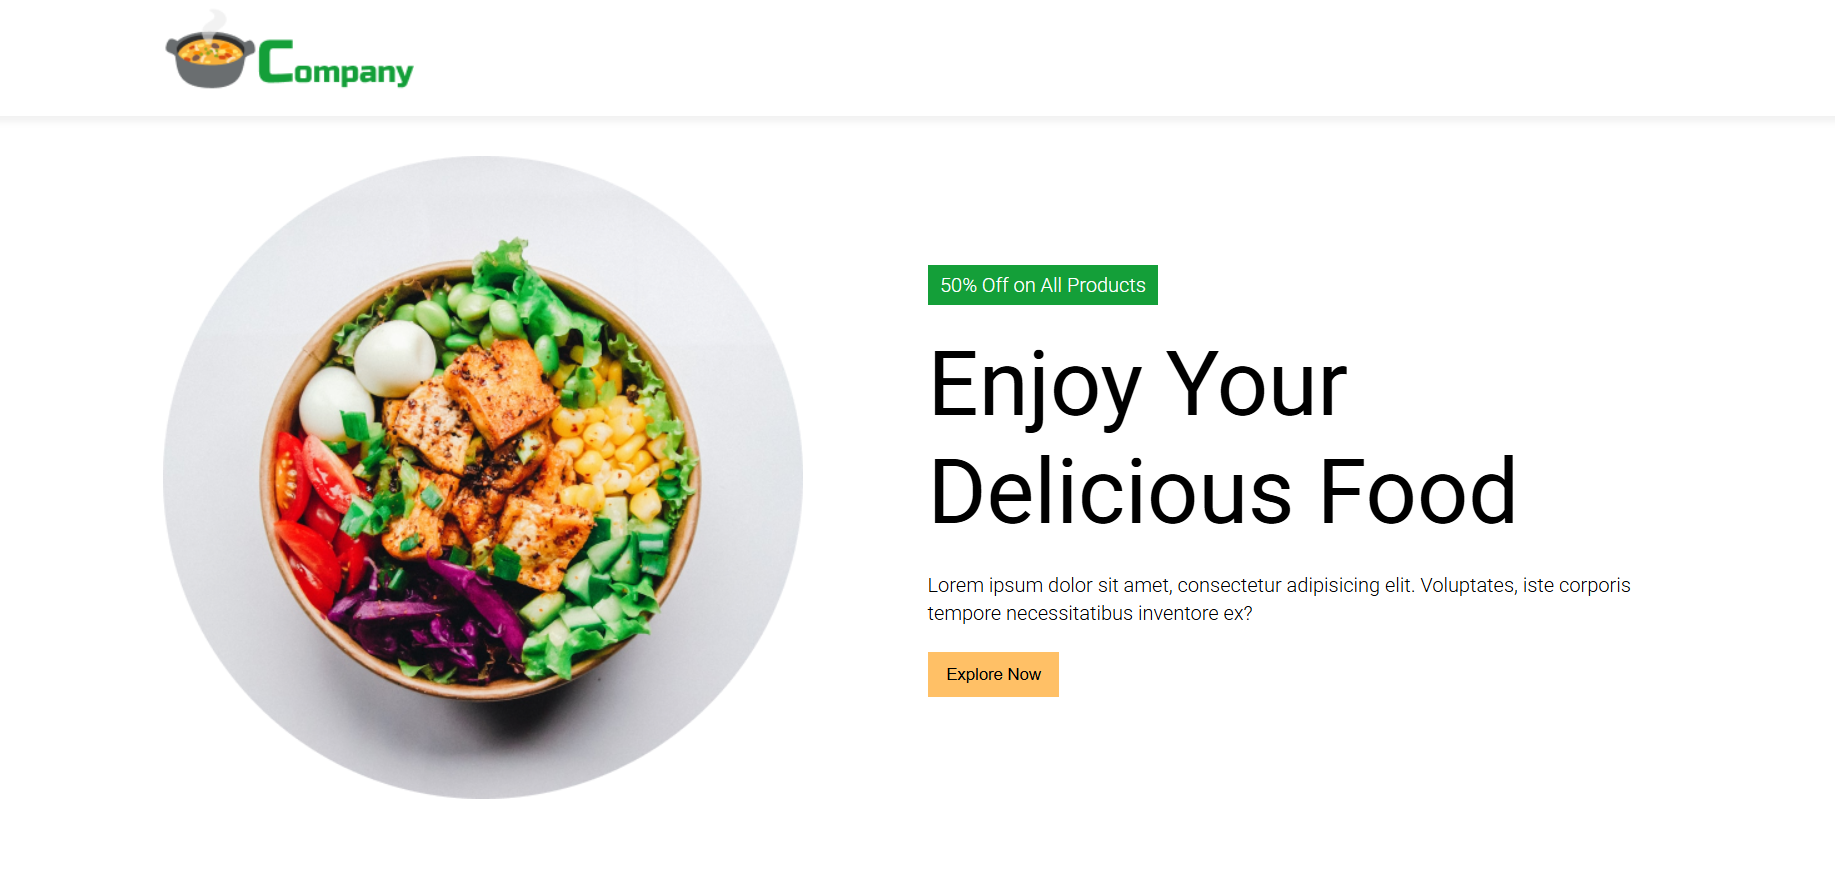 Company
50% Off on All Products
Enjoy Your
Delicious Food
Lorem ipsum dolor sit amet, consectetur adipisicing elit. Voluptates, iste corporis
tempore necessitatibus inventore ex?
Explore Now